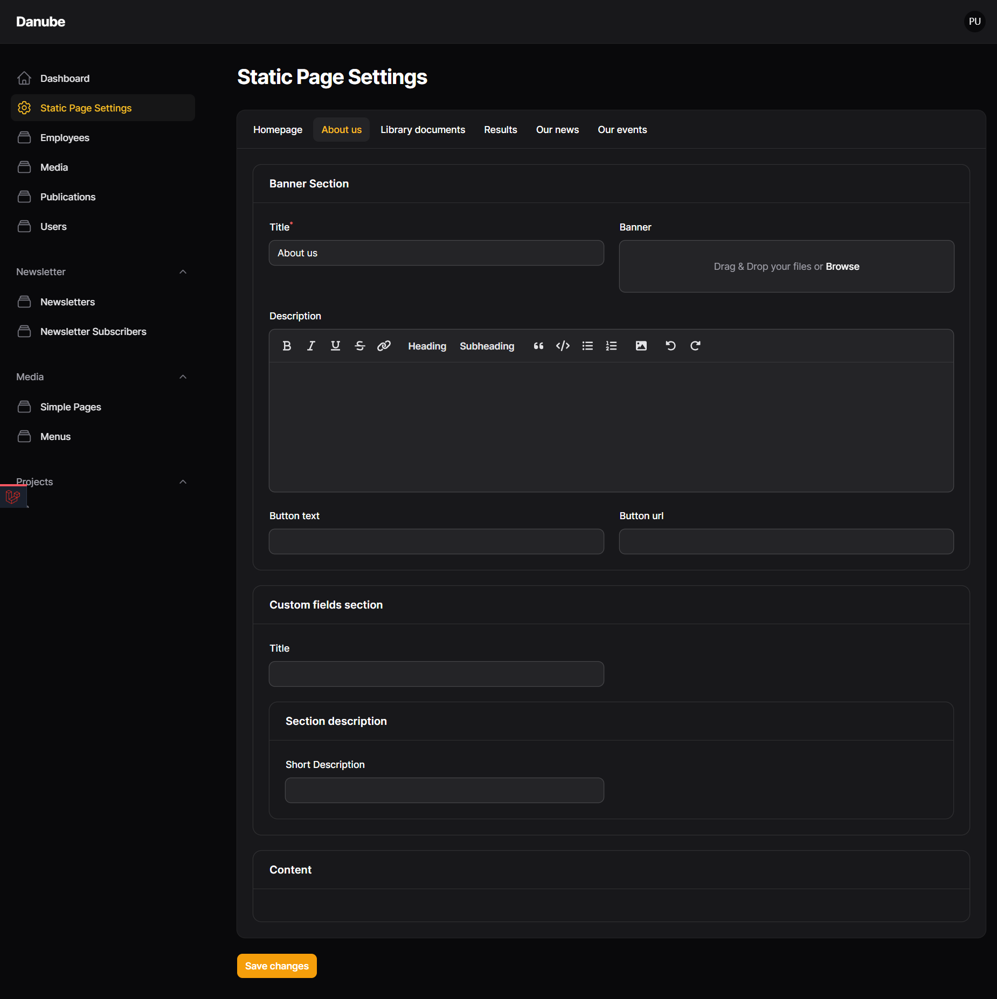 Danube
PU
Dashboard
Static Page Settings
Employees
Media
Publications
Users
Newsletter
Newsletters
Newsletter Subscribers
Media
Simple Pages
Menus
Projects
Static Page Settings
Homepage About us Library documents Results Our news Our events
Banner Section
Title*
Banner
About us
Drag & Drop your files or Browse
Description
Heading Subheading
Button text
Button url
Custom fields section
Title
Section description
Short Description
Content
Save changes